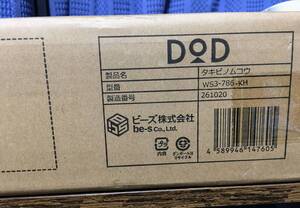 DOD
製品名 タキビノムコウ
型番 WS3-786-KH
製造番号 261020
ビーズ株式会社
be-s Co., Ltd.
内箱
ダンボールはリサイクル
4 589946 147605